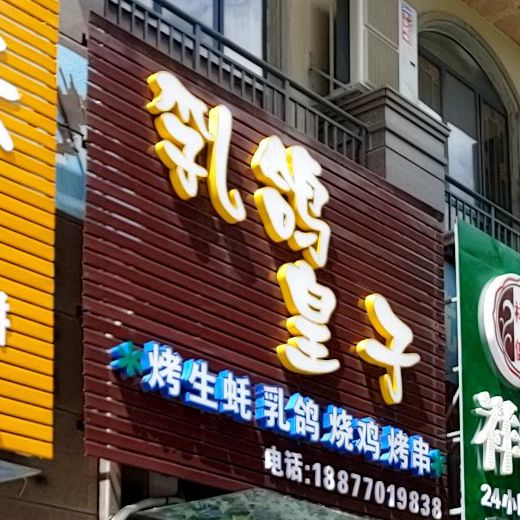 乳鸽
皇子
烤生蚝 乳鸽 烧鸡 烤串
电话:18877019838
24小